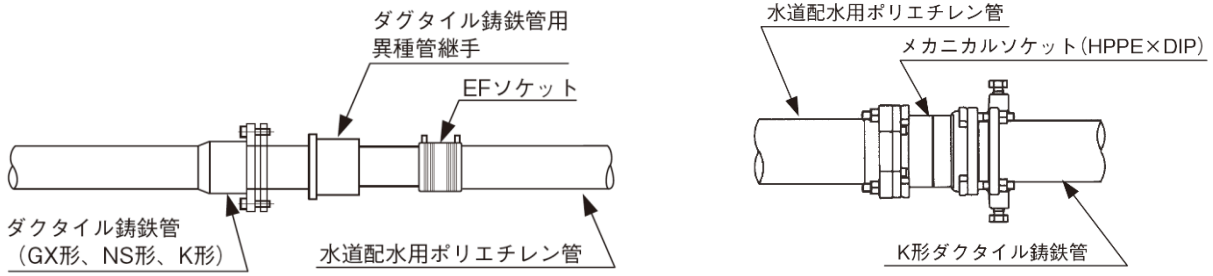 ダグタイル鋳鉄管用
異種管継手
EFソケット
ダクタイル鋳鉄管
（GX形、NS形、K形）
水道配水用ポリエチレン管
水道配水用ポリエチレン管
メカニカルソケット（HPPE×DIP）
K形ダクタイル鋳鉄管